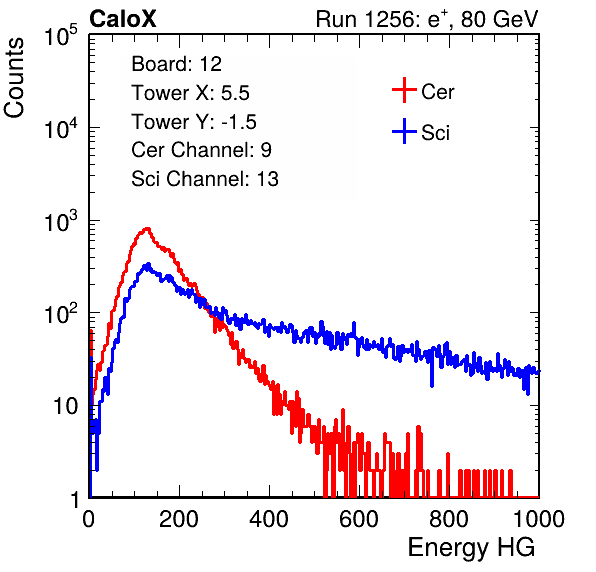 CaloX Run 1256: e⁺, 80 GeV
Counts
10⁵
10⁴
10³
10²
10
1
Board: 12
Tower X: 5.5
Tower Y: -1.5
Cer Channel: 9
Sci Channel: 13
Cer
Sci
0 200 400 600 800 1000
Energy HG